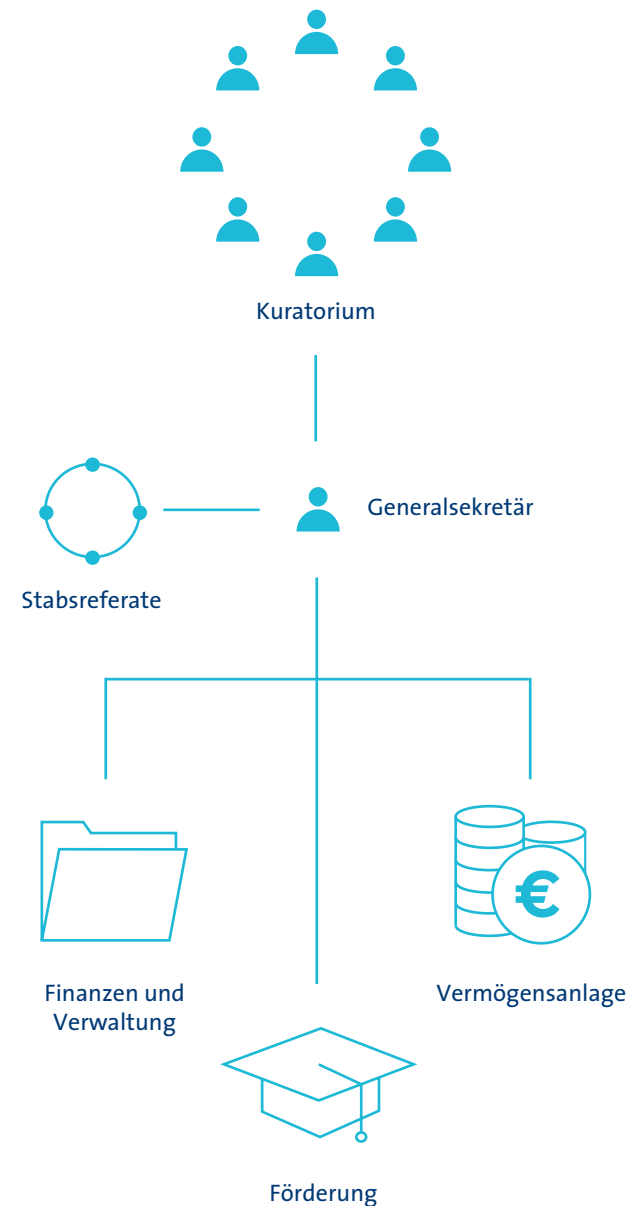 Kuratorium
Generalsekretär
Stabsreferate
Finanzen und
Verwaltung
Vermögensanlage
€
Förderung